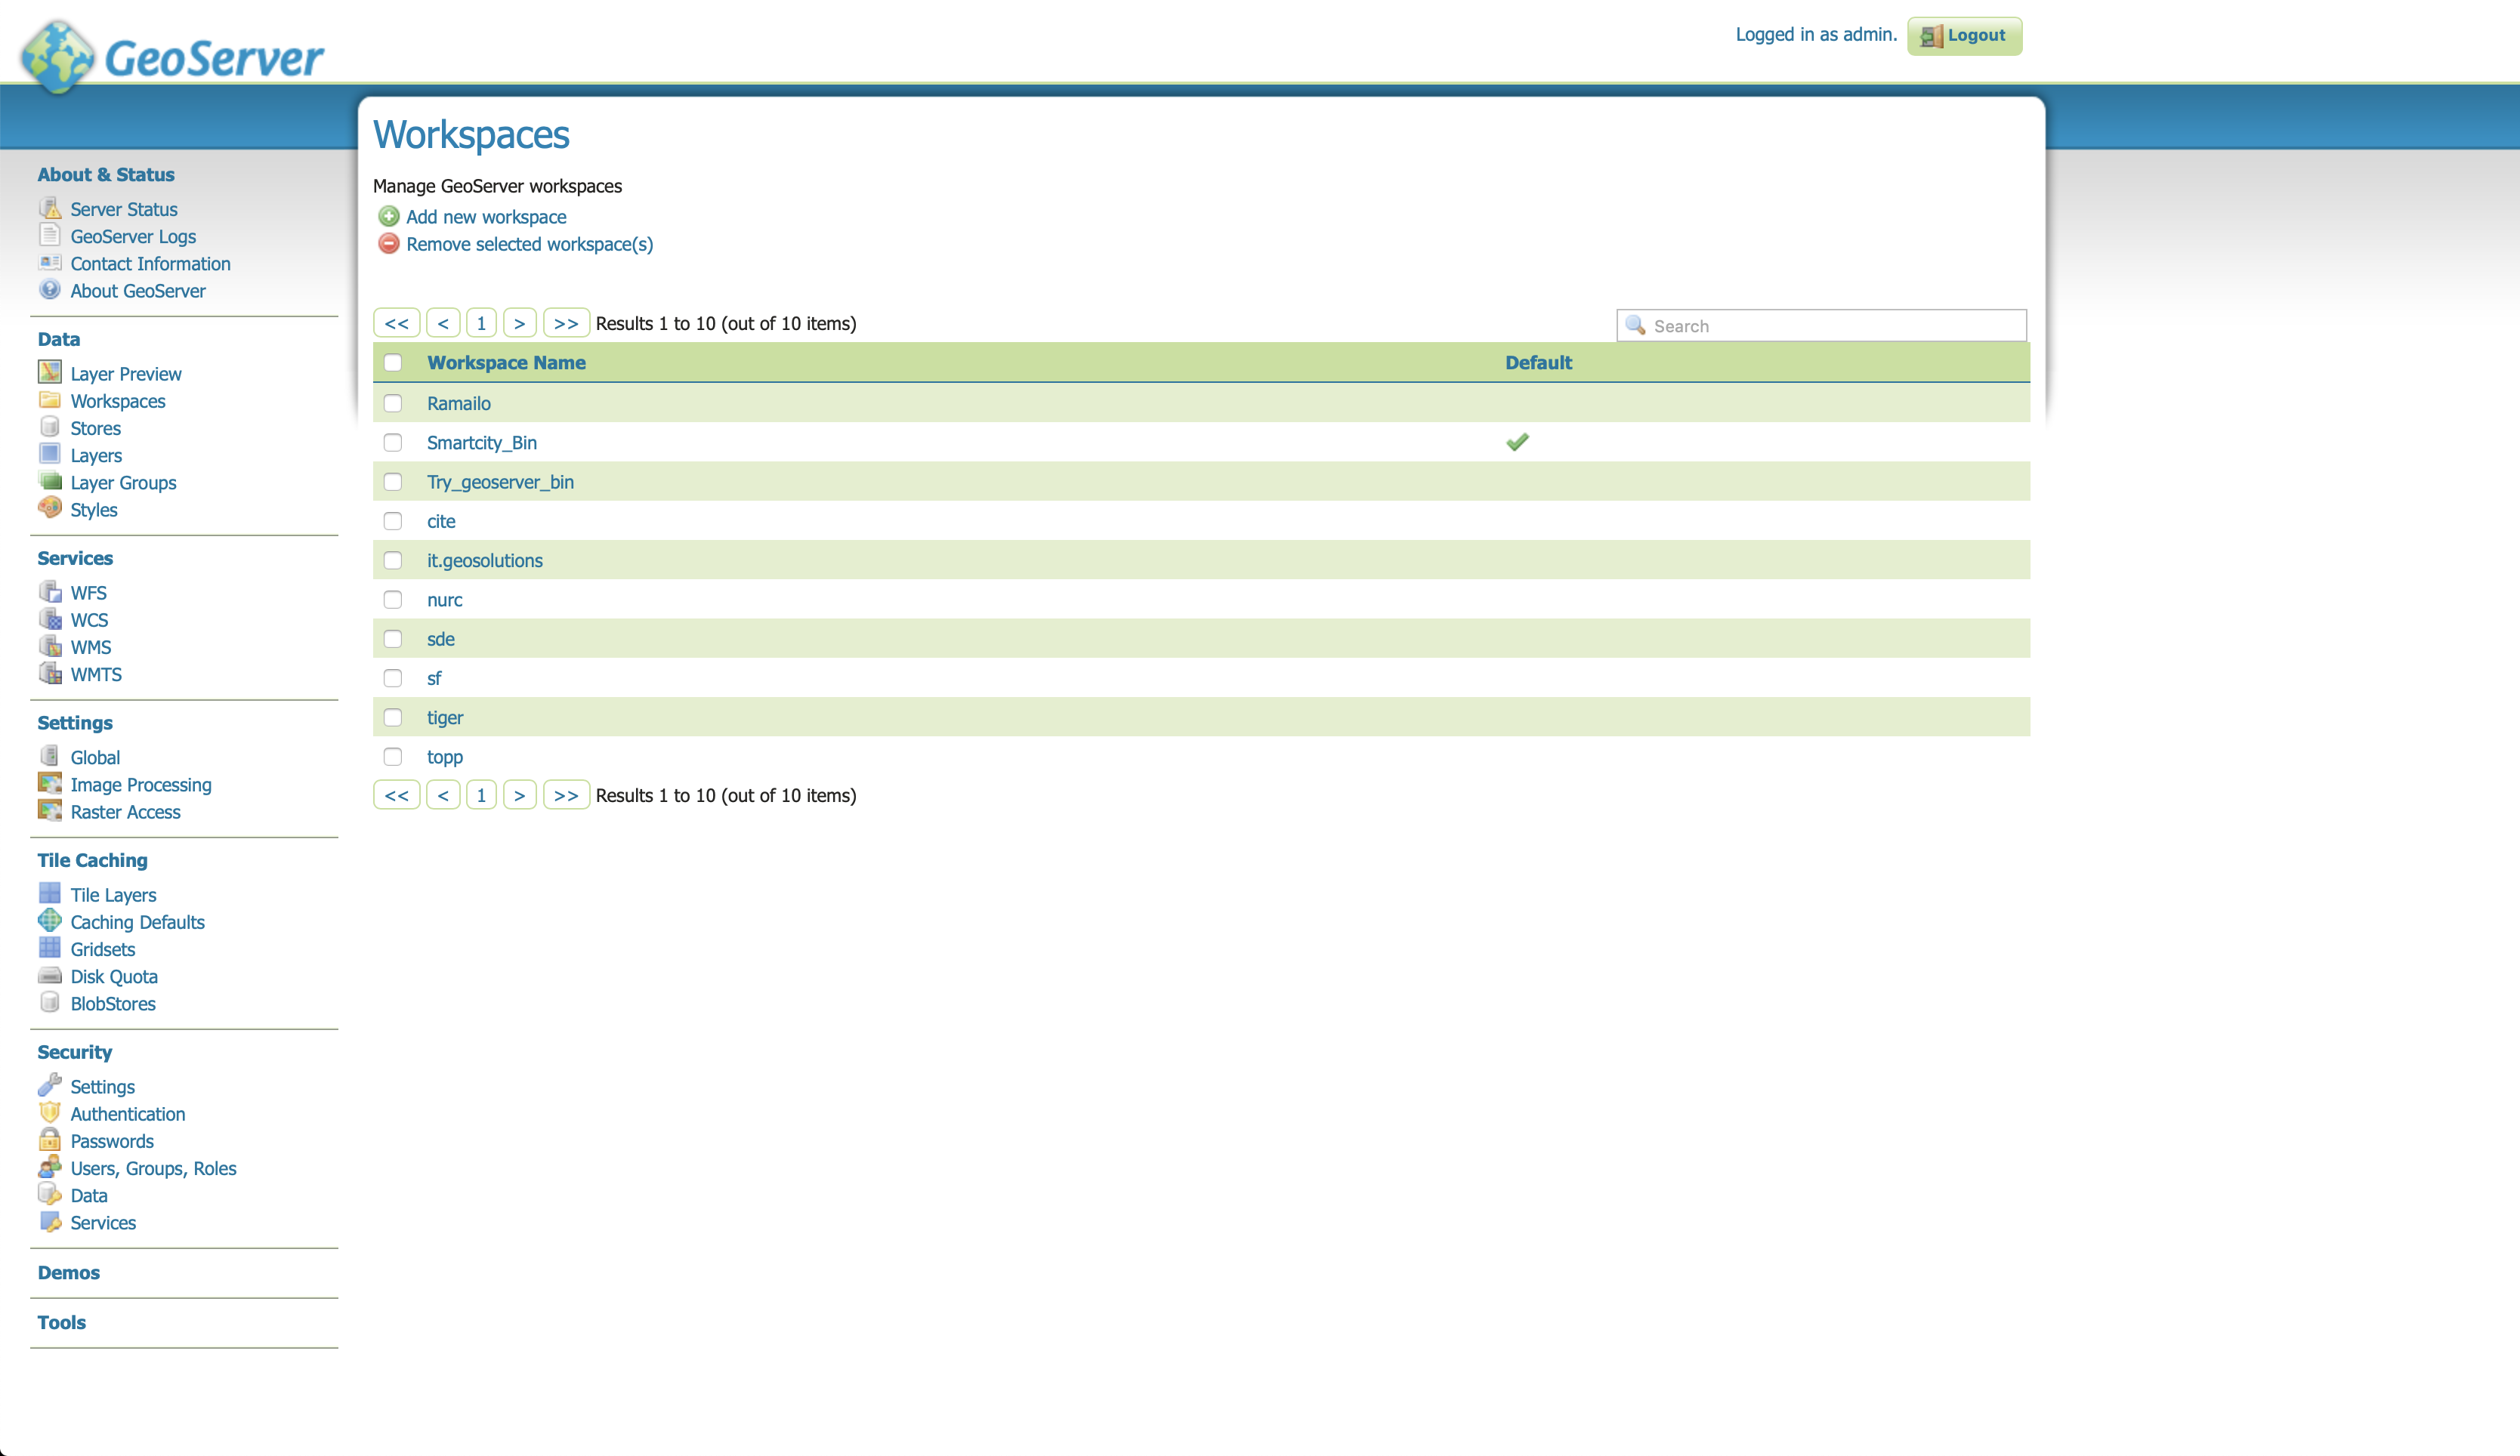 GeoServer
Logged in as admin.
Logout
About & Status
Server Status
GeoServer Logs
Contact Information
About GeoServer
Data
Layer Preview
Workspaces
Stores
Layers
Layer Groups
Styles
Services
WFS
WCS
WMS
WMTS
Settings
Global
Image Processing
Raster Access
Tile Caching
Tile Layers
Caching Defaults
Gridsets
Disk Quota
BlobStores
Security
Settings
Authentication
Passwords
Users, Groups, Roles
Data
Services
Demos
Tools
Workspaces
Manage GeoServer workspaces
Add new workspace
Remove selected workspace(s)
<< < 1 > >> Results 1 to 10 (out of 10 items)
Search
Workspace Name Default
Ramailo
Smartcity_Bin
Try_geoserver_bin
cite
it.geosolutions
nurc
sde
sf
tiger
topp
<< < 1 > >> Results 1 to 10 (out of 10 items)